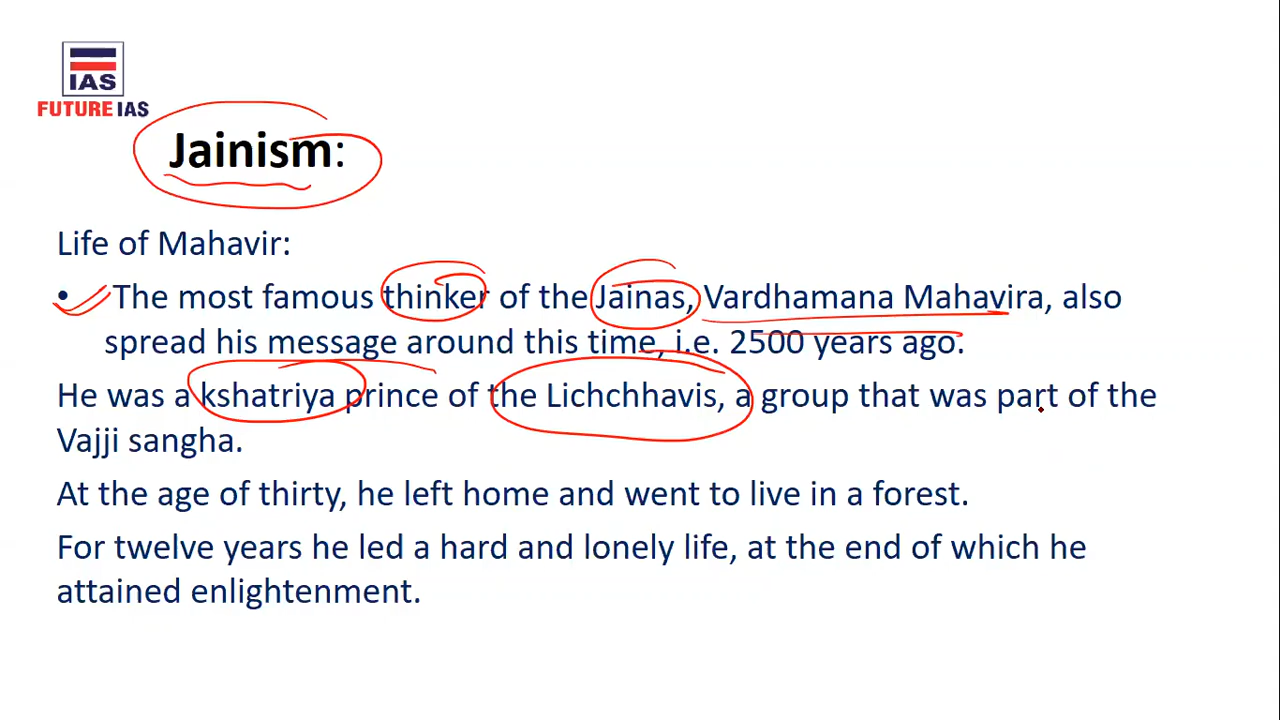 IAS
FUTURE IAS
Jainism:
Life of Mahavir:
• The most famous thinker of the Jainas, Vardhamana Mahavira, also
spread his message around this time, i.e. 2500 years ago.
He was a kshatriya prince of the Lichchhavis, a group that was part of the
Vajji sangha.
At the age of thirty, he left home and went to live in a forest.
For twelve years he led a hard and lonely life, at the end of which he
attained enlightenment.